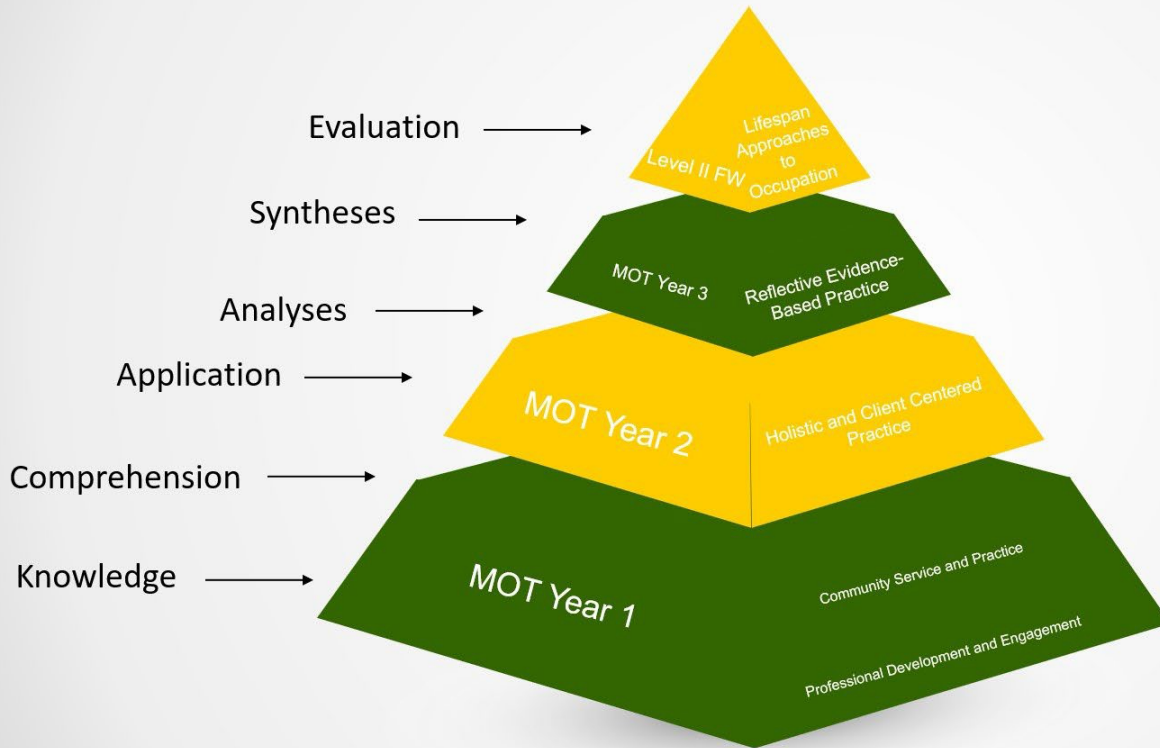 Evaluation
Lifespan
Approaches
to
Occupation
Level II FW
Syntheses
MOT Year 3
Reflective Evidence-
Based Practice
Analyses
Application
MOT Year 2
Holistic and Client Centered
Practice
Comprehension
Knowledge
MOT Year 1
Community Service and Practice
Professional Development and Engagement